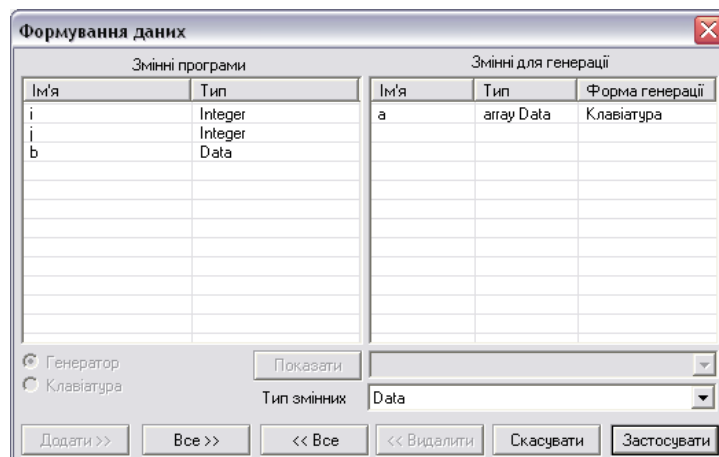 Формування даних
Змінні програми
Змінні для генерації
Ім'я Тип
Ім'я Тип Форма генерації
i Integer
a array Data Клавіатура
j Integer
b Data
Генератор
Показати
Клавіатура
Тип змінних Data
Додати >> Все >> << Все << Видалити Скасувати Застосувати